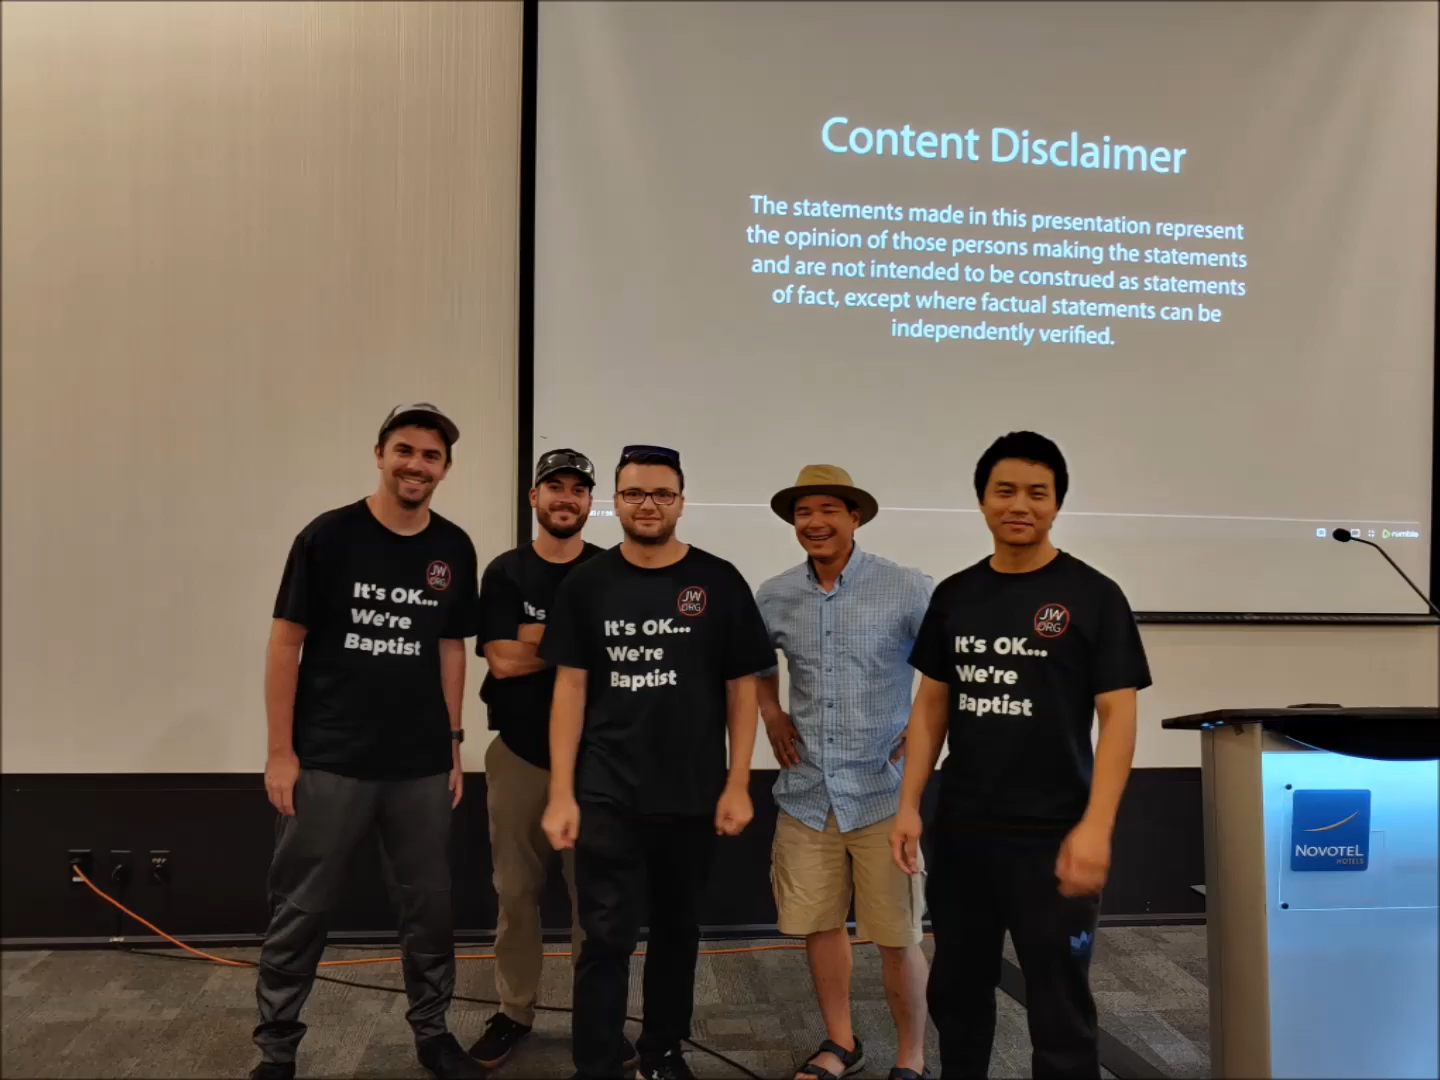 Content Disclaimer
The statements made in this presentation represent
the opinion of those persons making the statements
and are not intended to be construed as statements
of fact, except where factual statements can be
independently verified.
rumble
JW
ORG
It's OK...
We're
Baptist
It's
JW
ORG
It's OK...
We're
Baptist
JW
ORG
It's OK...
We're
Baptist
NOVOTEL
HOTELS